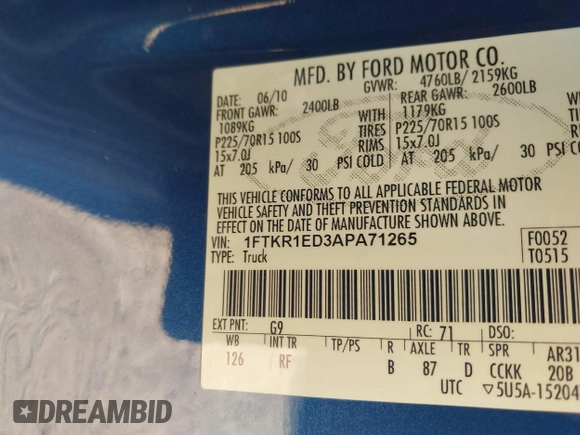 MFD. BY FORD MOTOR CO.
DATE: 06/10 GVWR: 4760LB/ 2159KG
FRONT GAWR: 2400LB REAR GAWR: 2600LB
1089KG WITH 1179KG WITH
P225/70R15 100S TIRES P225/70R15 100S
15x7.0J RIMS 15x7.0J
AT 205 kPa/ 30 PSI COLD AT 205 kPa/ 30 PSI
THIS VEHICLE CONFORMS TO ALL APPLICABLE FEDERAL MOTOR
VEHICLE SAFETY AND THEFT PREVENTION STANDARDS IN
EFFECT ON THE DATE OF MANUFACTURE SHOWN ABOVE.
VIN: 1FTKR1ED3APA71265 F0052
TYPE: Truck T0515
EXT PNT: G9 RC: 71 DSO:
WB INT TR TP/PS R AXLE TR SPR
126 RF B 87 D CCKK 20B
UTC ▽5U5A-15204
AUTOBIDMASTER
DREAMBID